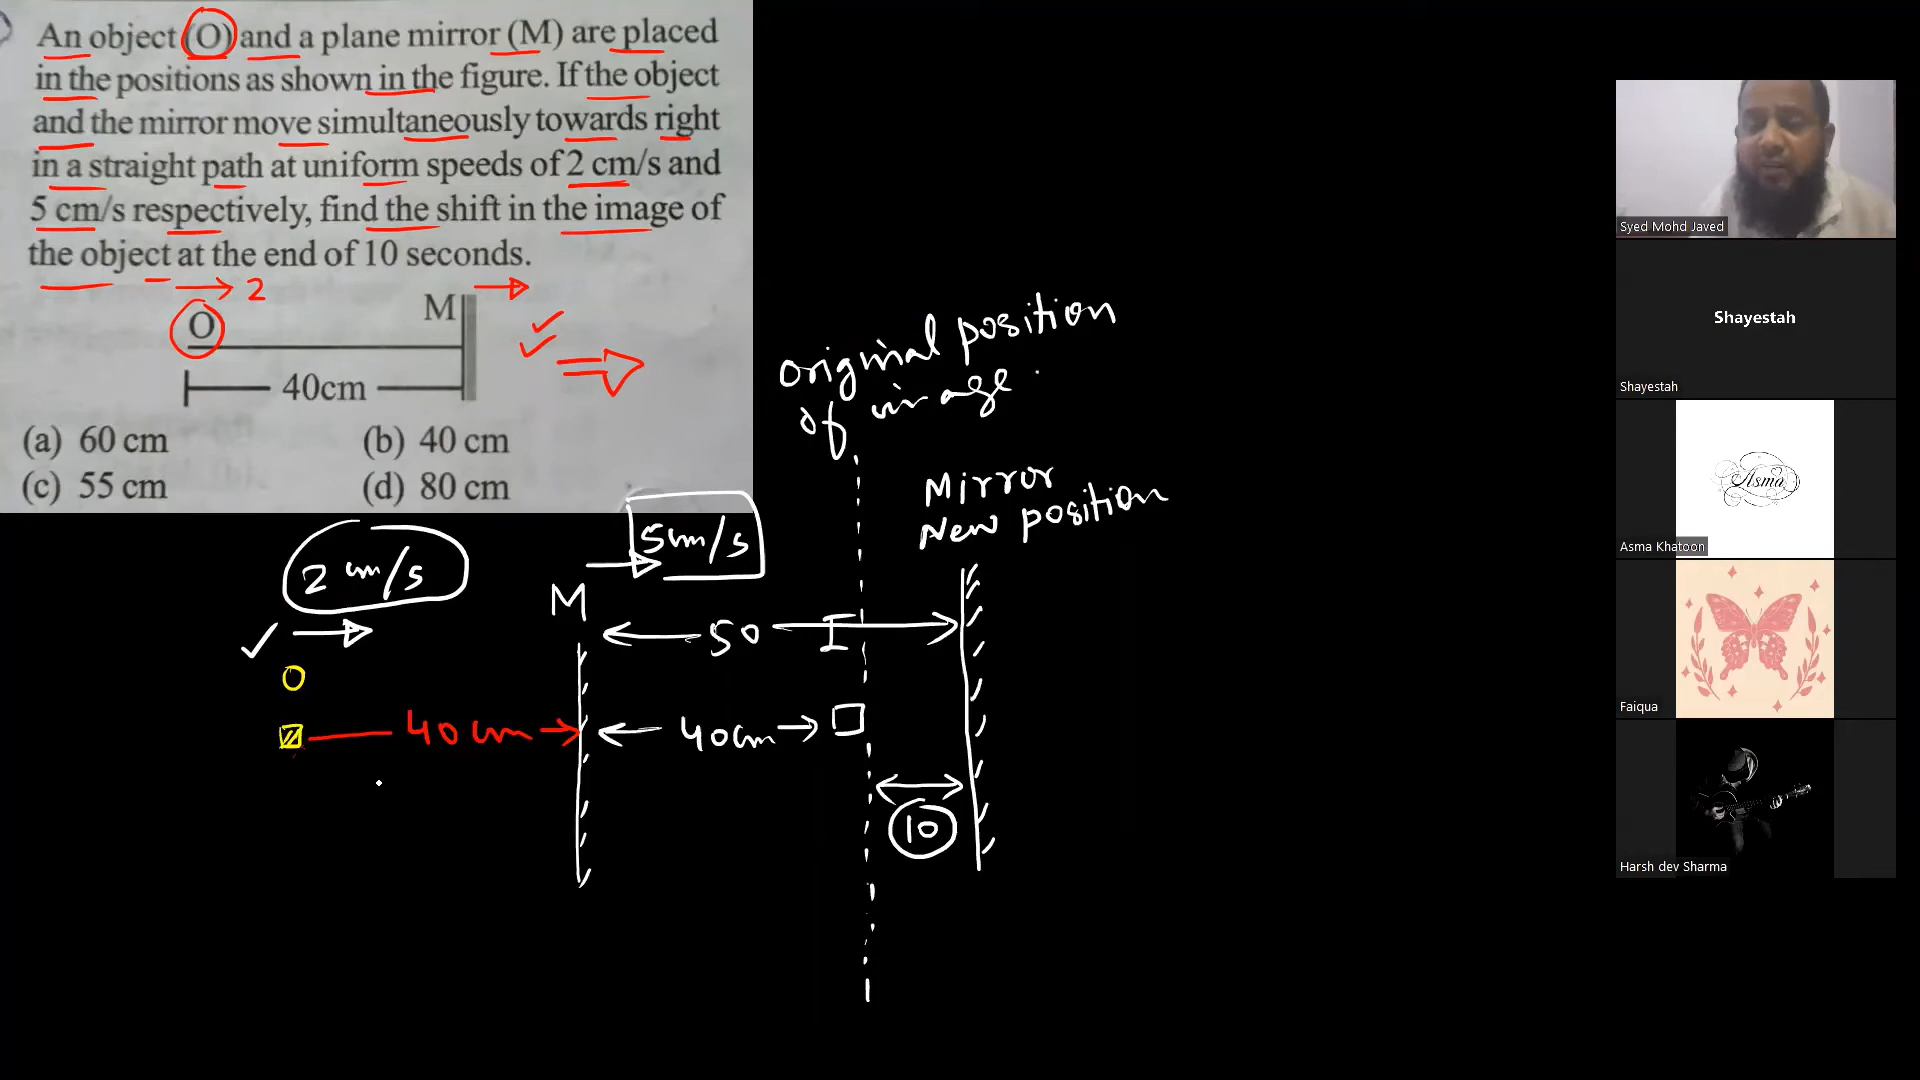 An object (O) and a plane mirror (M) are placed
in the positions as shown in the figure. If the object
and the mirror move simultaneously towards right
in a straight path at uniform speeds of 2 cm/s and
5 cm/s respectively, find the shift in the image of
the object at the end of 10 seconds.
2
O
M
40cm
(a) 60 cm
(b) 40 cm
(c) 55 cm
(d) 80 cm
original position
of image.
Mirror
New position
2 cm/s
5cm/s
M
50
I
O
40cm
40cm
10
Syed Mohd Javed
Shayestah
Shayestah
Asma
Asma Khatoon
Faiqua
Harsh dev Sharma